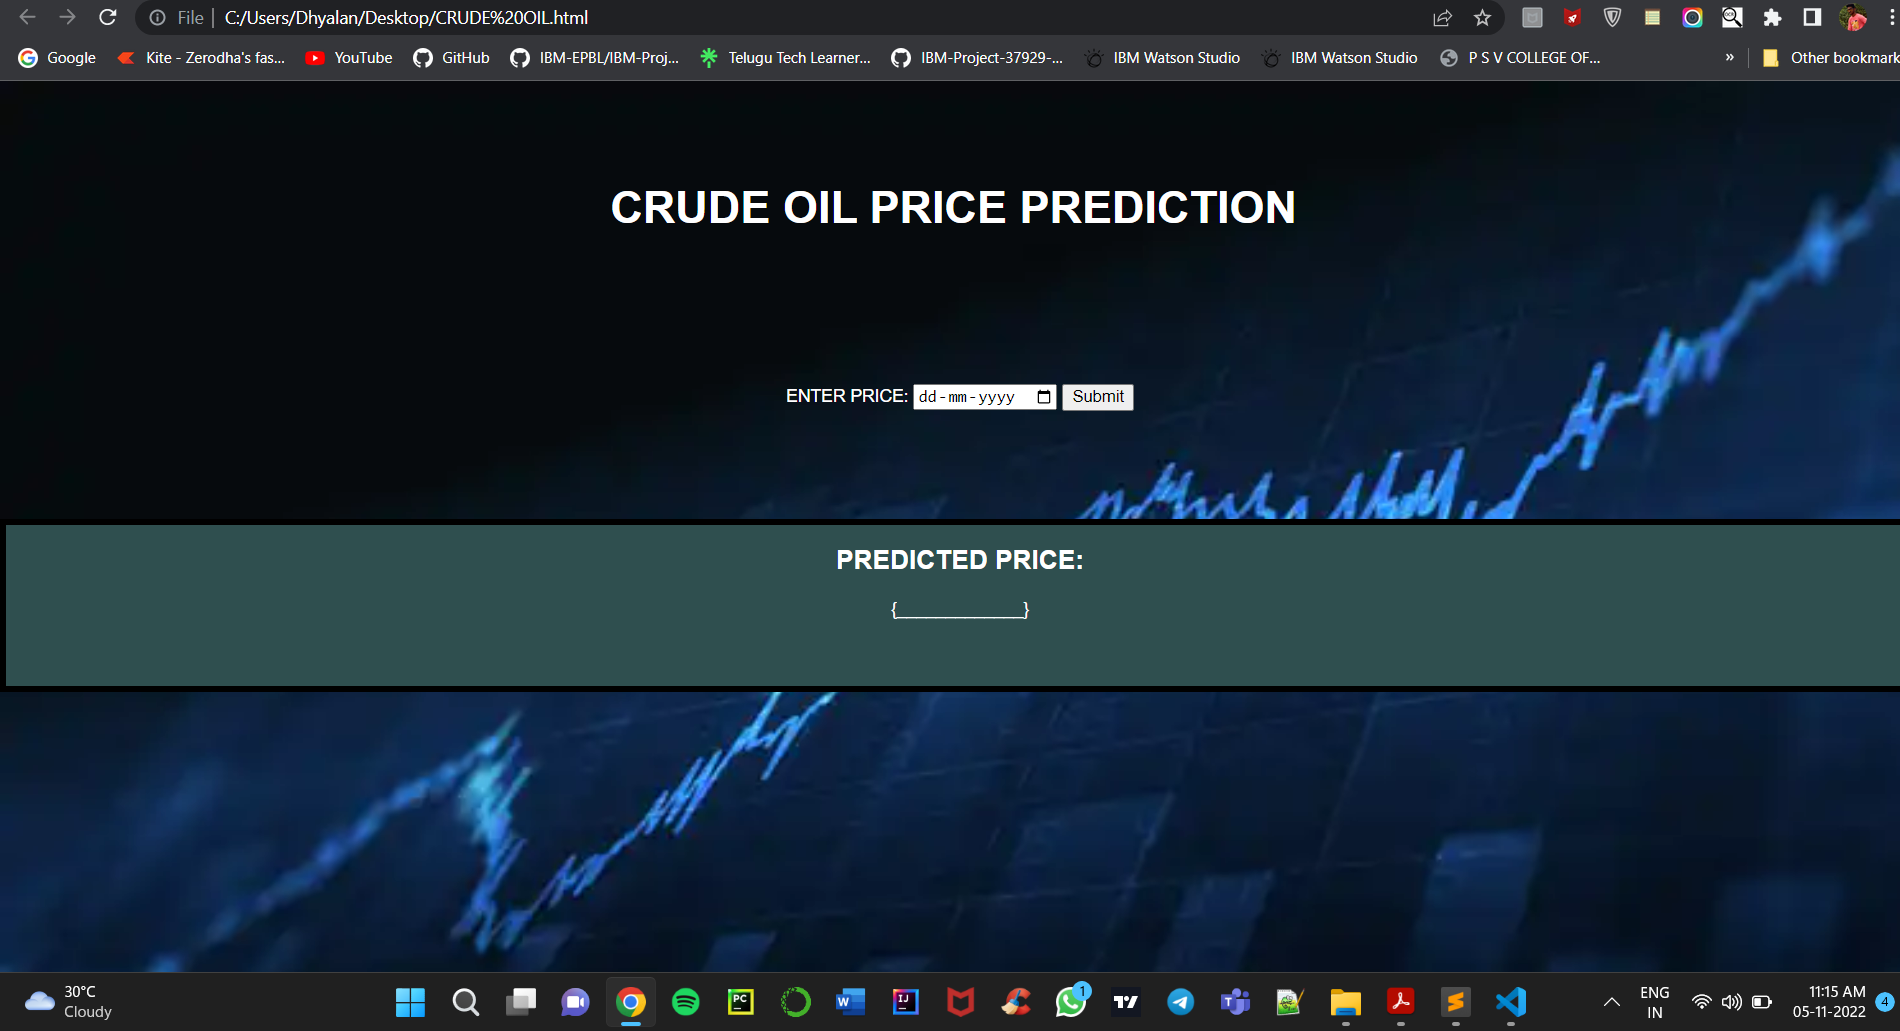 File | C:/Users/Dhyalan/Desktop/CRUDE%20OIL.html
Google Kite - Zerodha's fas... YouTube GitHub IBM-EPBL/IBM-Proj... Telugu Tech Learner... IBM-Project-37929-... IBM Watson Studio IBM Watson Studio P S V COLLEGE OF... » Other bookmark
CRUDE OIL PRICE PREDICTION
ENTER PRICE: dd-mm-yyyy Submit
PREDICTED PRICE:
{_____________}
30°C
Cloudy
PC
W
IJ
1
ENG
IN
11:15 AM
05-11-2022
4